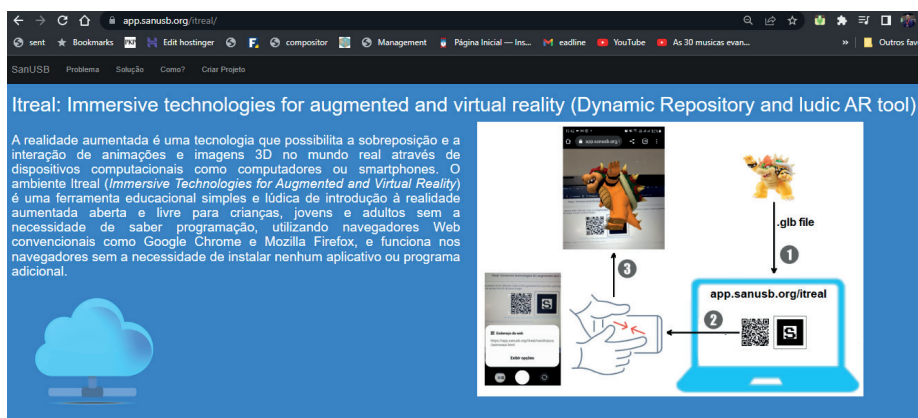 app.sanusb.org/itreal/
sent Bookmarks PKP Edit hostinger compositor Management Página Inicial — Ins... eadline YouTube As 30 musicas evan... » Outros fav
SanUSB Problema Solução Como? Criar Projeto
Itreal: Immersive technologies for augmented and virtual reality (Dynamic Repository and ludic AR tool)
A realidade aumentada é uma tecnologia que possibilita a sobreposição e a
interação de animações e imagens 3D no mundo real através de
dispositivos computacionais como computadores ou smartphones. O
ambiente Itreal (Immersive Technologies for Augmented and Virtual Reality)
é uma ferramenta educacional simples e lúdica de introdução à realidade
aumentada aberta e livre para crianças, jovens e adultos sem a
necessidade de saber programação, utilizando navegadores Web
convencionais como Google Chrome e Mozilla Firefox, e funciona nos
navegadores sem a necessidade de instalar nenhum aplicativo ou programa
adicional.
app.sanusb.org
.glb file
1
3
app.sanusb.org/itreal
2
S
Endereço da web
Exibir opções